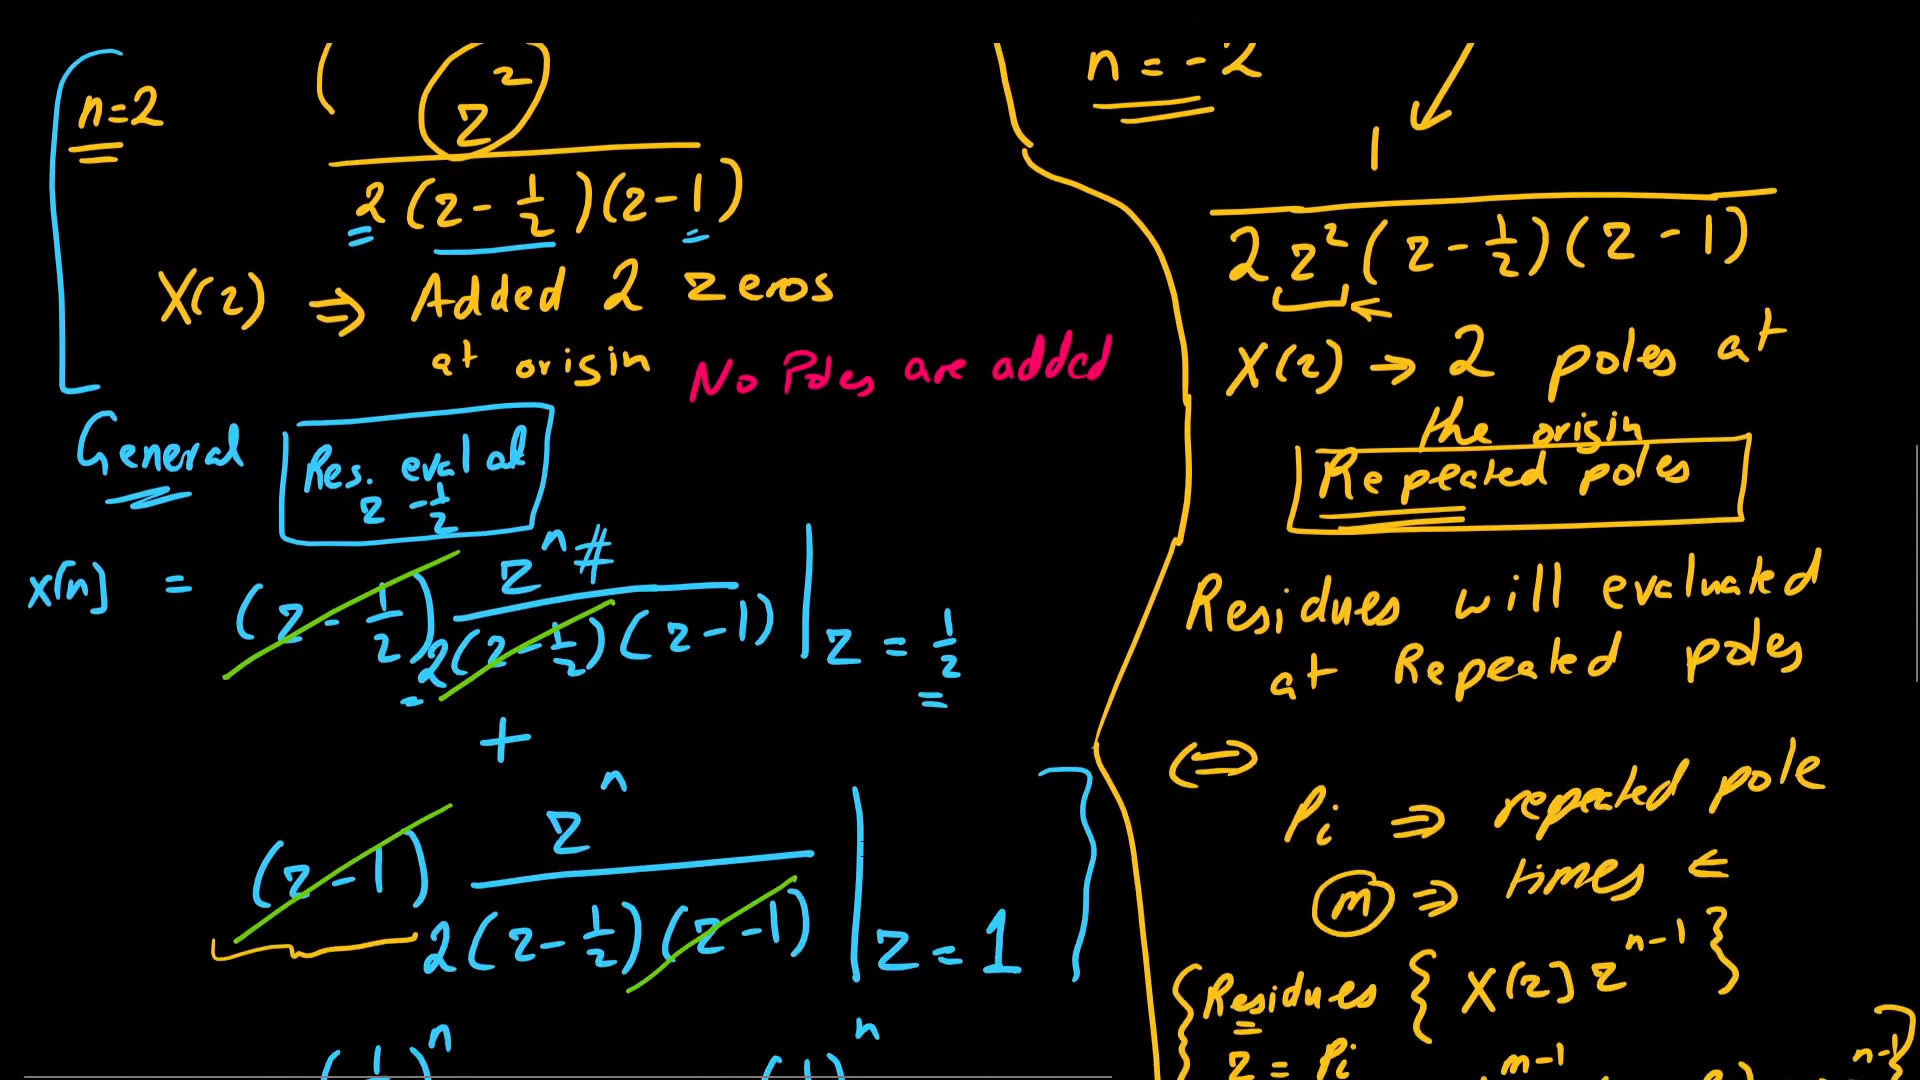 n=2
( z^2
2(z-1/2)(z-1)
X(z) ⇒ Added 2 zeros
at origin
No Poles are added
General
Res. eval at
z -1/2
x[n] = (z-1/2) z^n # / 2(z-1/2)(z-1) | z = 1/2
+
(z-1) z^n / 2(z-1/2)(z-1) | z = 1
n n
n = -2
1
2 z^2 (z-1/2)(z-1)
X(z) → 2 poles at
the origin
Repeated poles
Residues will evaluated
at Repeated poles
⇔
Pi ⇒ repeated pole
m ⇒ times ←
{Residues { X(z) z^n-1 }
z = Pi
m-1 n-1